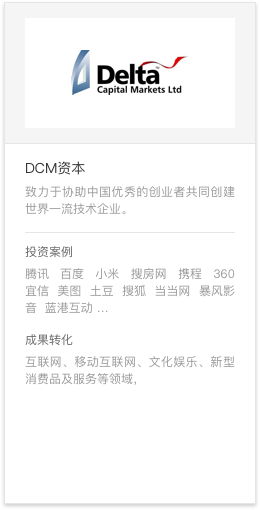 Delta
Capital Markets Ltd
DCM资本
致力于协助中国优秀的创业者共同创建
世界一流技术企业。
投资案例
腾讯 百度 小米 搜房网 携程 360
宜信 美图 土豆 搜狐 当当网 暴风影
音 蓝港互动 ...
成果转化
互联网、移动互联网、文化娱乐、新型
消费品及服务等领域,